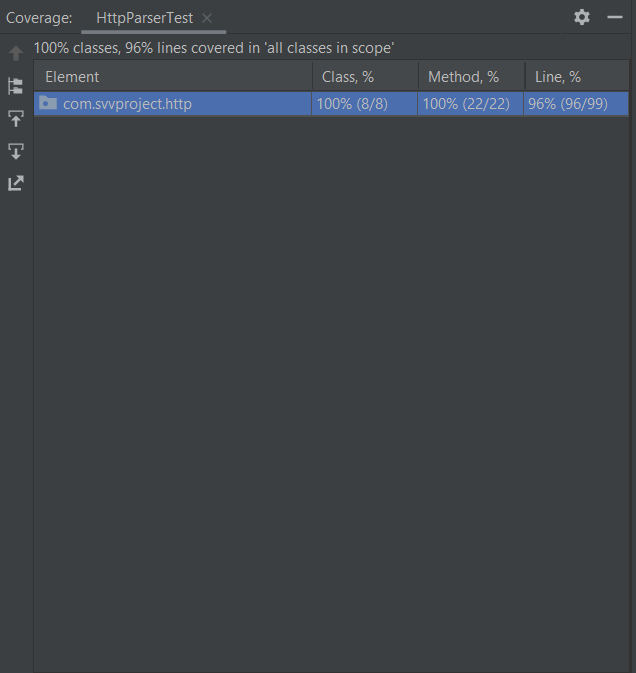 Coverage: HttpParserTest
100% classes, 96% lines covered in 'all classes in scope'
Element Class, % Method, % Line, %
com.svvproject.http 100% (8/8) 100% (22/22) 96% (96/99)